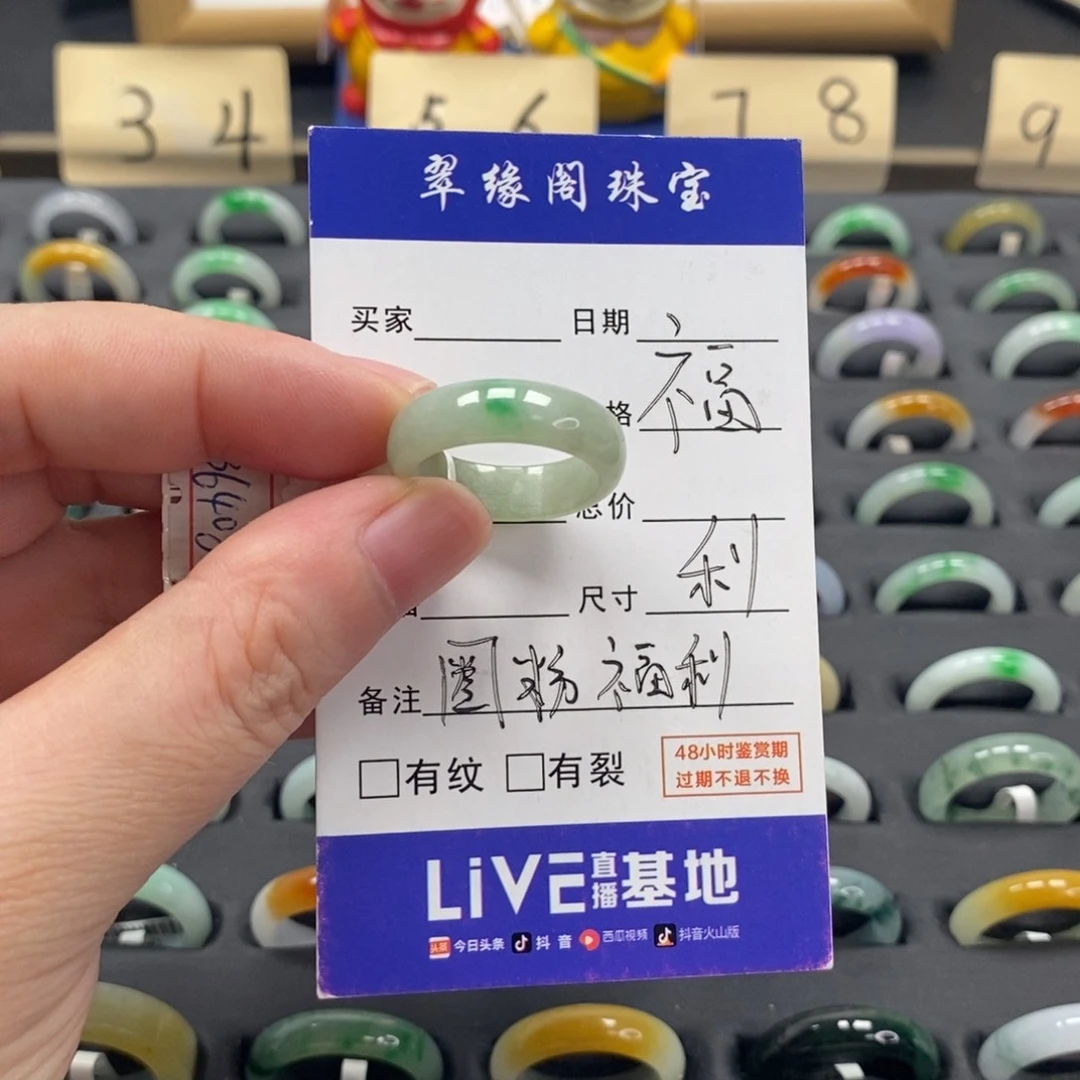 3 4
5 6
7 8
9
翠缘阁珠宝
买家 日期
格 福
总价
尺寸 利
备注 圈粉福利
□有纹 □有裂
48小时鉴赏期
过期不退不换
LiVE直播基地
今日头条 抖音 西瓜视频 抖音火山版